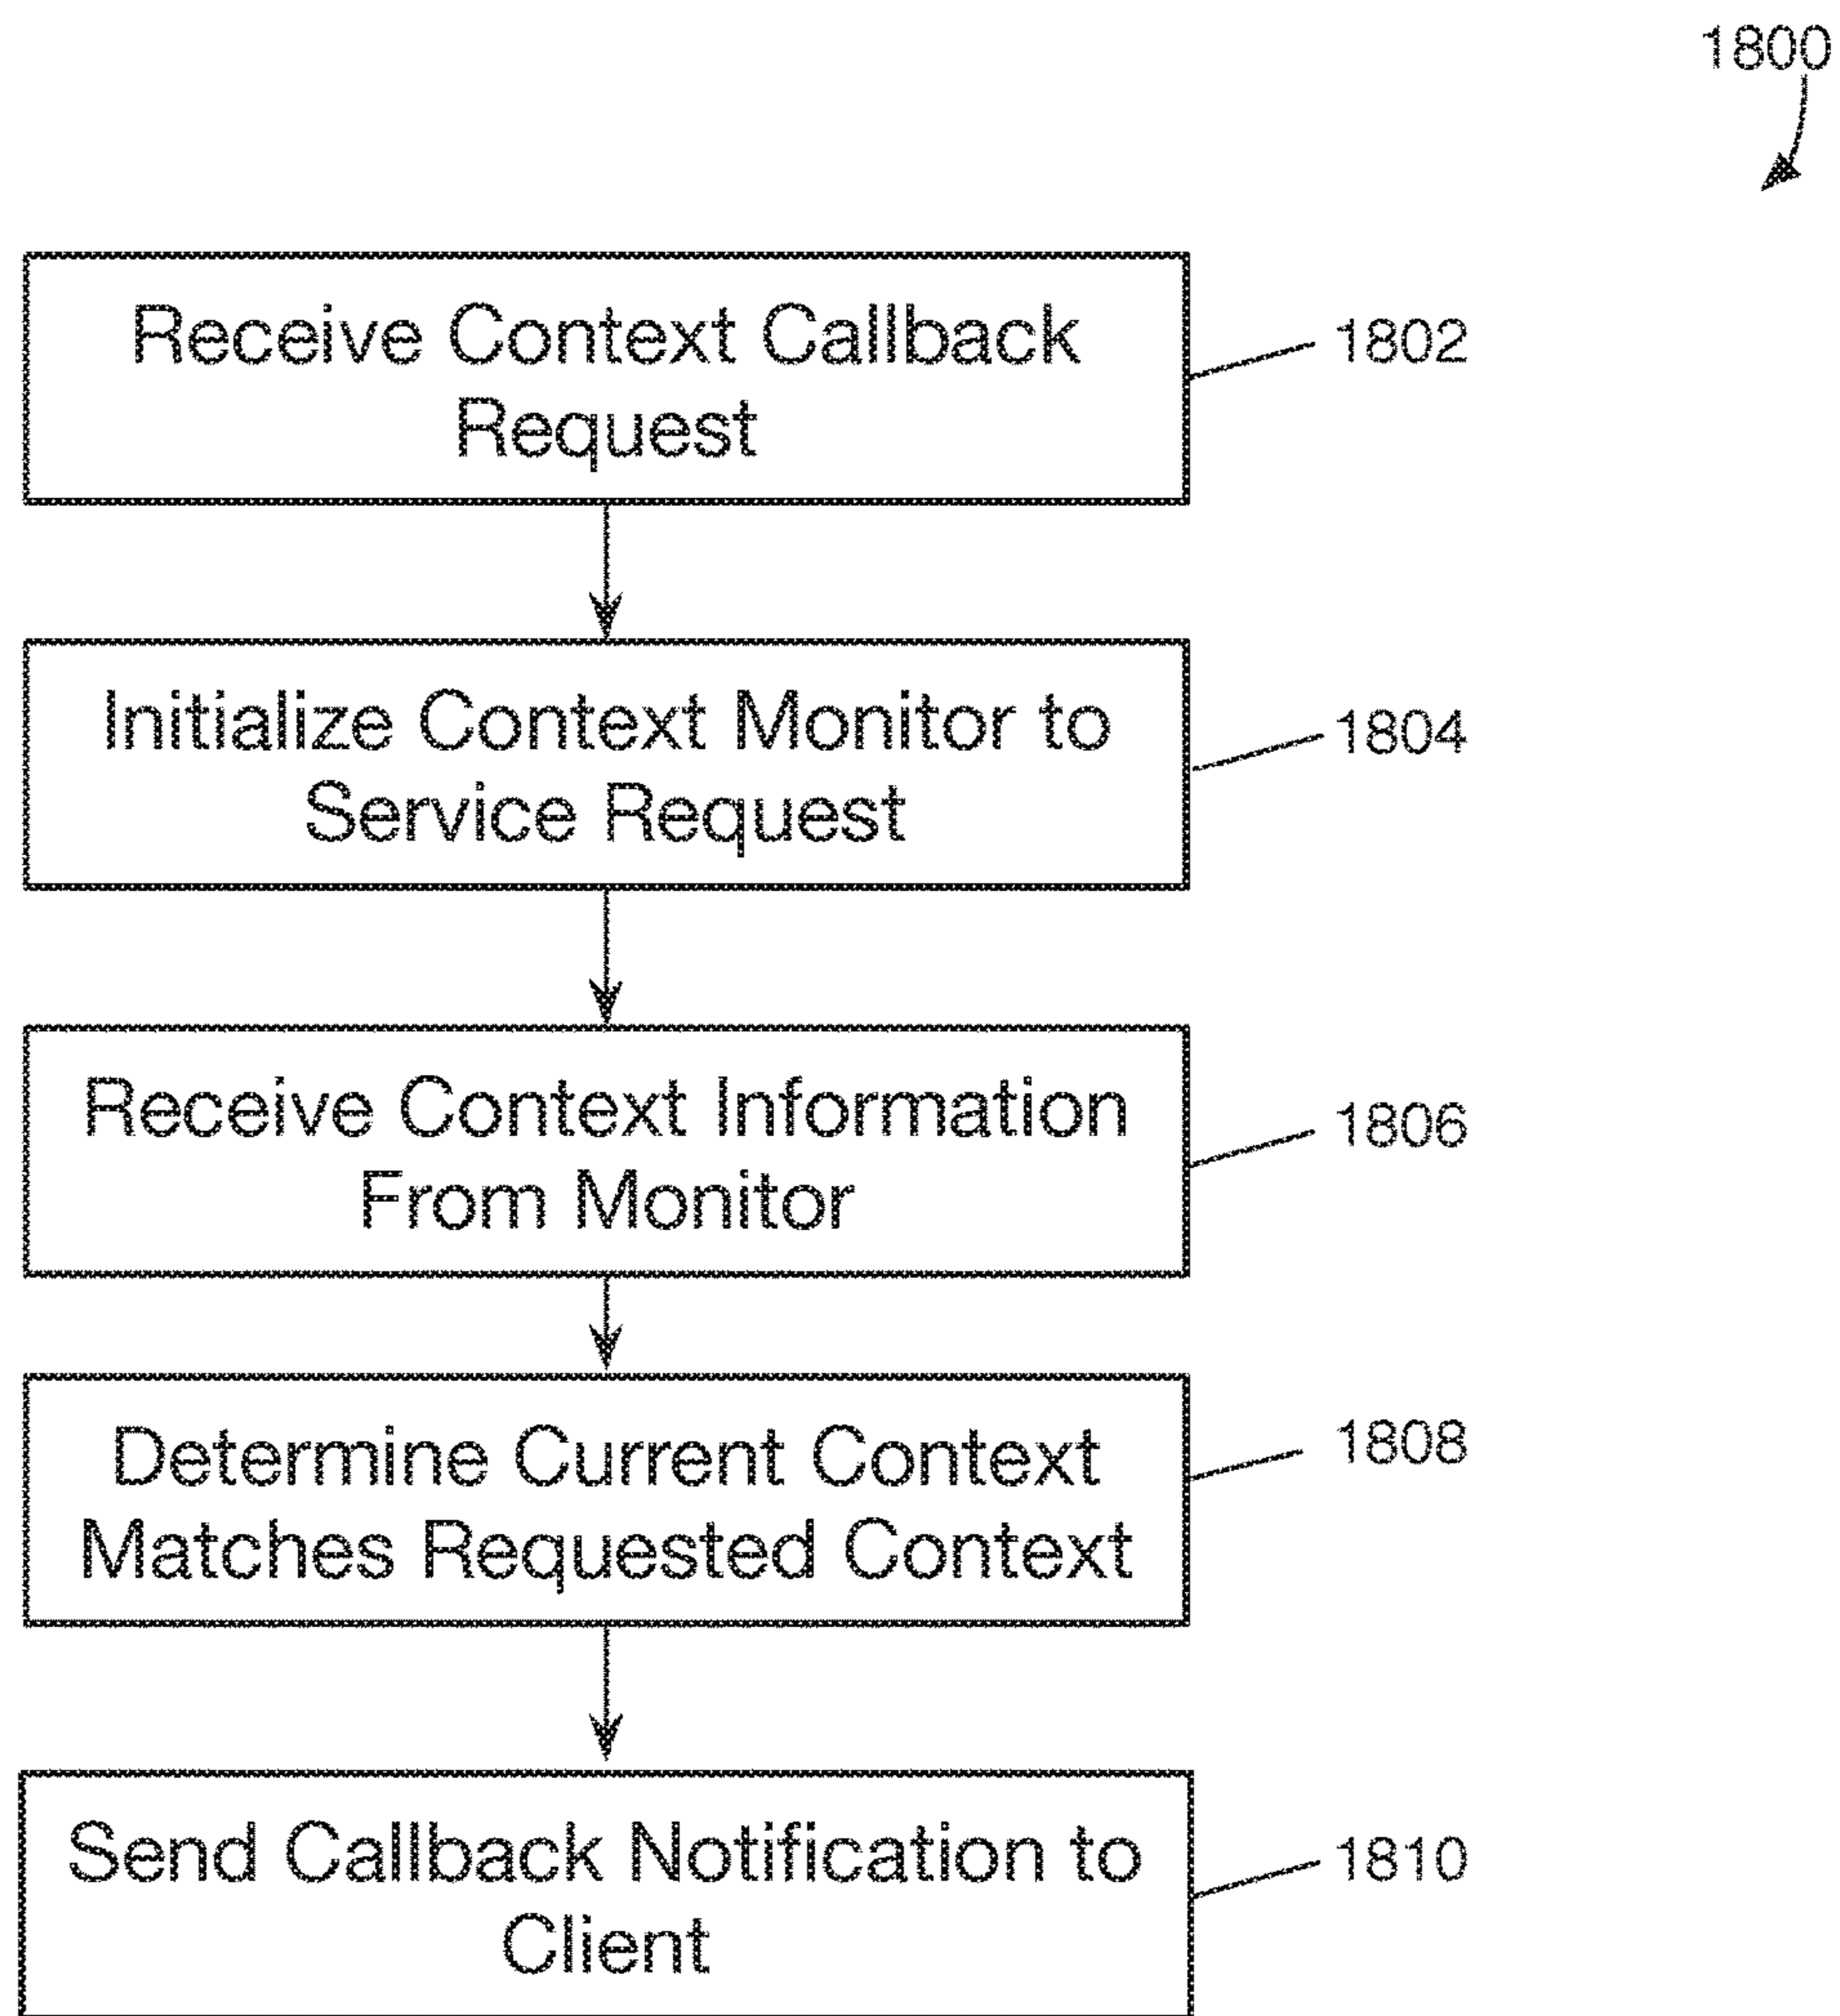 1800
Receive Context Callback
Request
1802
Initialize Context Monitor to
Service Request
1804
Receive Context Information
From Monitor
1806
Determine Current Context
Matches Requested Context
1808
Send Callback Notification to
Client
1810